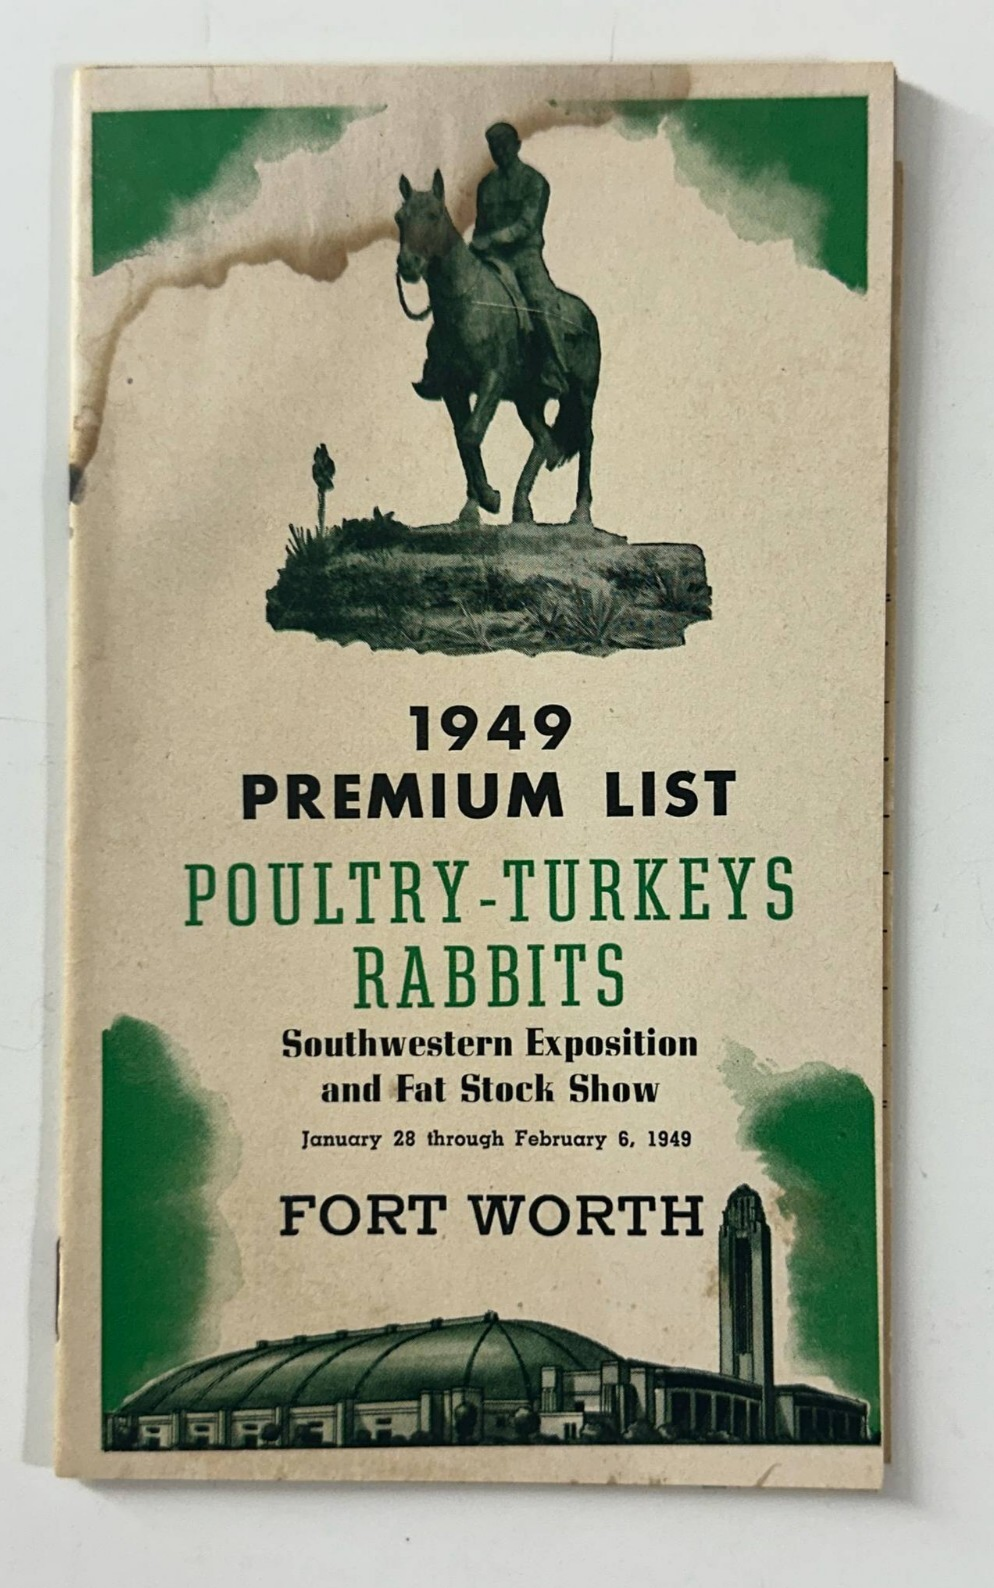 1949
PREMIUM LIST
POULTRY-TURKEYS
RABBITS
Southwestern Exposition
and Fat Stock Show
January 28 through February 6, 1949
FORT WORTH